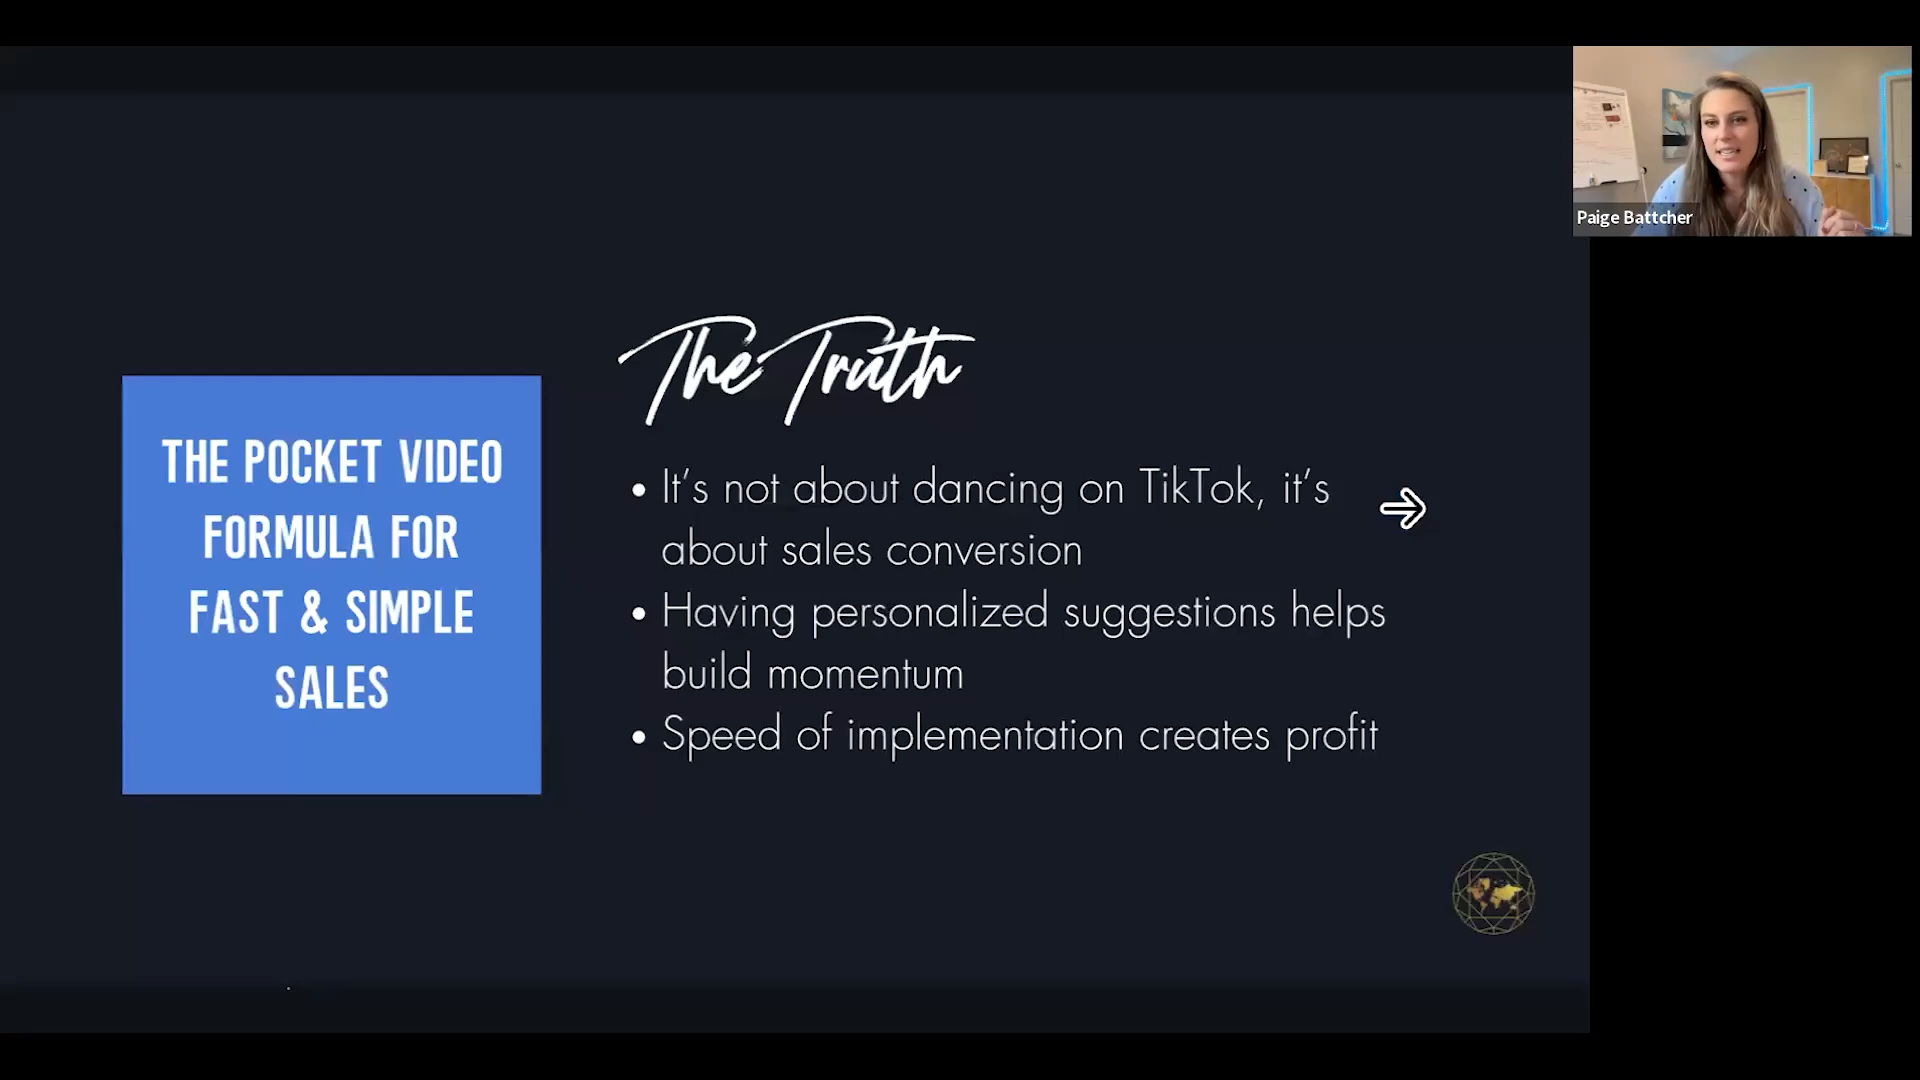 Paige Battcher
The Truth
THE POCKET VIDEO
FORMULA FOR
FAST & SIMPLE
SALES
• It's not about dancing on TikTok, it's
about sales conversion
• Having personalized suggestions helps
build momentum
• Speed of implementation creates profit